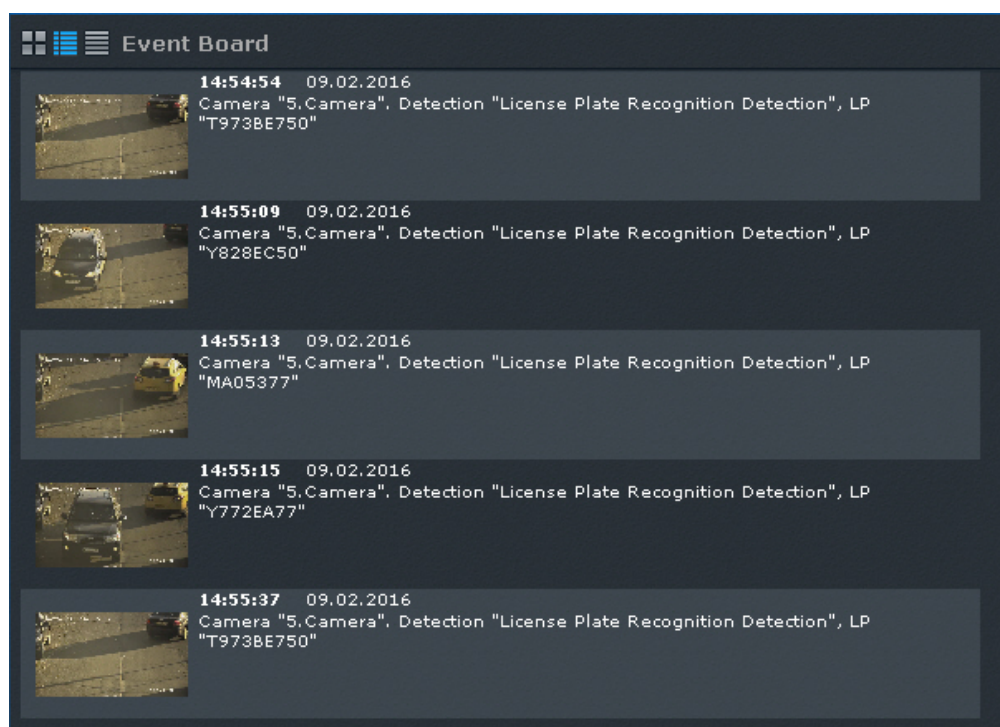 Event Board
14:54:54 09.02.2016
Camera "5.Camera". Detection "License Plate Recognition Detection", LP
"T973BE750"
14:55:09 09.02.2016
Camera "5.Camera". Detection "License Plate Recognition Detection", LP
"Y828EC50"
14:55:13 09.02.2016
Camera "5.Camera". Detection "License Plate Recognition Detection", LP
"MA05377"
14:55:15 09.02.2016
Camera "5.Camera". Detection "License Plate Recognition Detection", LP
"Y772EA77"
14:55:37 09.02.2016
Camera "5.Camera". Detection "License Plate Recognition Detection", LP
"T973BE750"